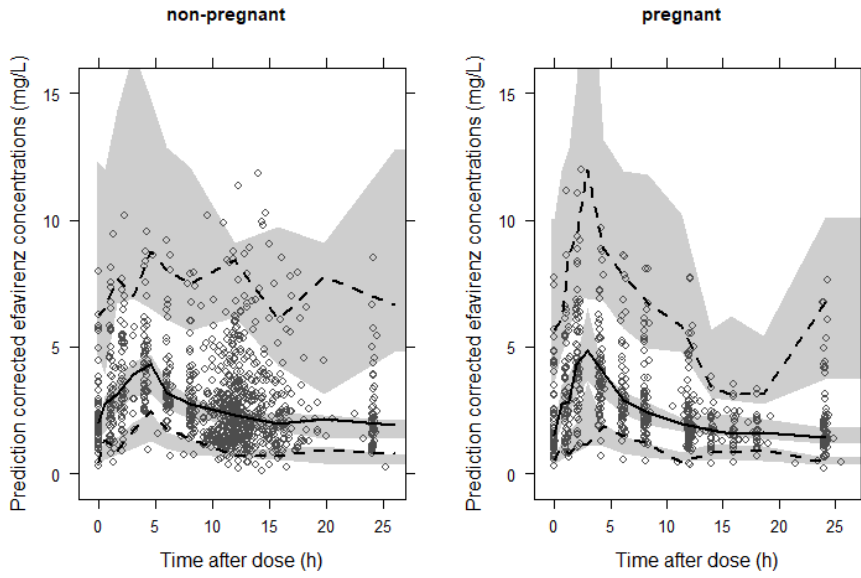 non-pregnant
Prediction corrected efavirenz concentrations (mg/L)
15
10
5
0
0 5 10 15 20 25
Time after dose (h)
pregnant
Prediction corrected efavirenz concentrations (mg/L)
15
10
5
0
0 5 10 15 20 25
Time after dose (h)